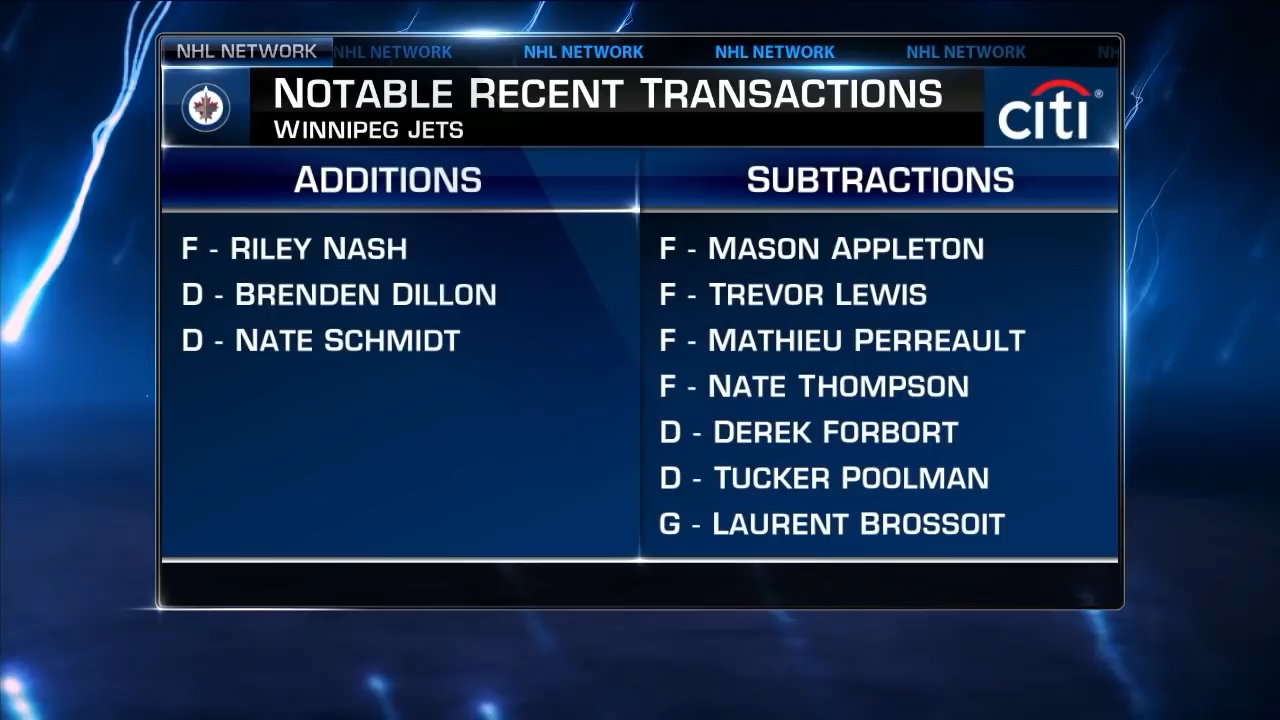 NHL NETWORK NHL NETWORK NHL NETWORK NHL NETWORK NHL NETWORK NH
NOTABLE RECENT TRANSACTIONS
WINNIPEG JETS
citi®
ADDITIONS
SUBTRACTIONS
F - RILEY NASH
D - BRENDEN DILLON
D - NATE SCHMIDT
F - MASON APPLETON
F - TREVOR LEWIS
F - MATHIEU PERREAULT
F - NATE THOMPSON
D - DEREK FORBORT
D - TUCKER POOLMAN
G - LAURENT BROSSOIT